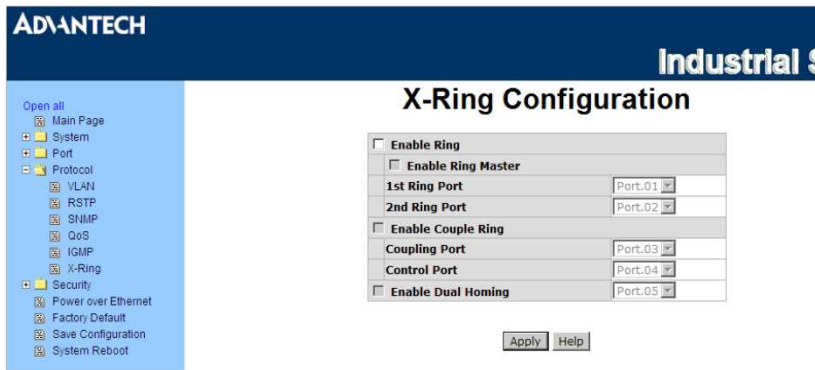 ADVANTECH
Industrial
X-Ring Configuration
Open all
Main Page
System
Port
Protocol
VLAN
RSTP
SNMP
QoS
IGMP
X-Ring
Security
Power over Ethernet
Factory Default
Save Configuration
System Reboot
Enable Ring
Enable Ring Master
1st Ring Port Port.01
2nd Ring Port Port.02
Enable Couple Ring
Coupling Port Port.03
Control Port Port.04
Enable Dual Homing Port.05
Apply Help